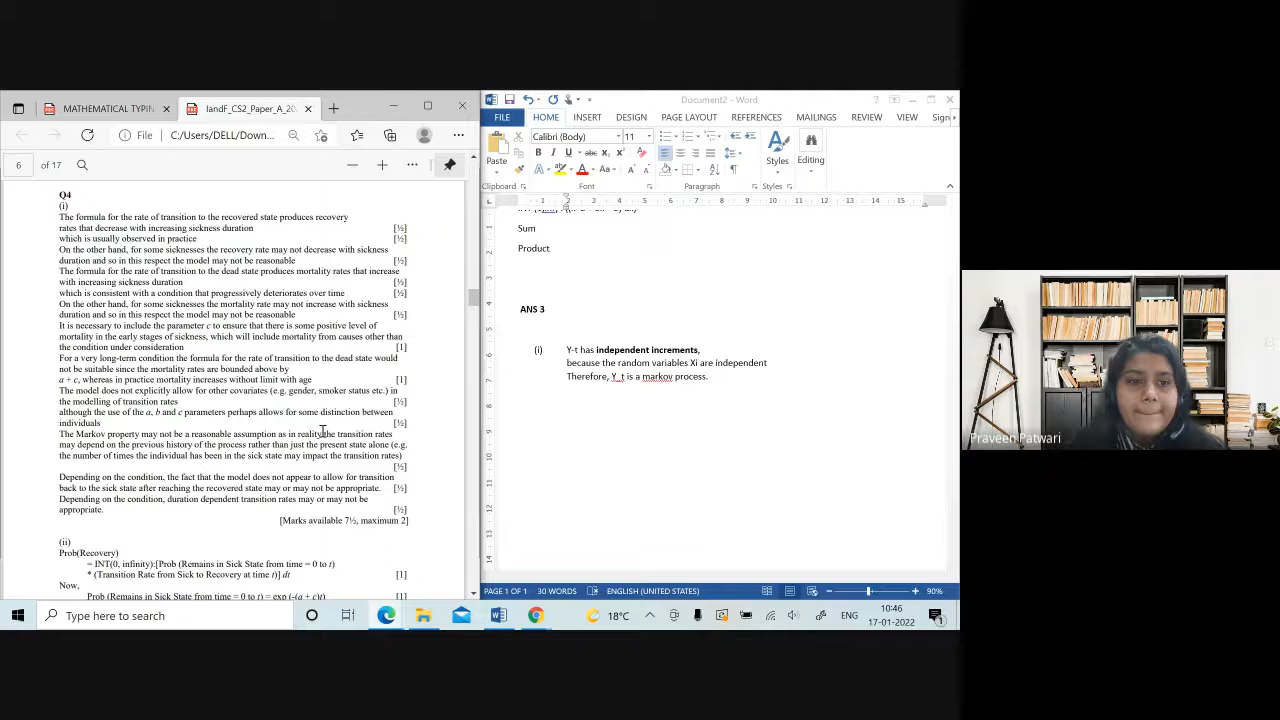 MATHEMATICAL TYPIN
IandF_CS2_Paper_A_20
File
C:/Users/DELL/Down...
6 of 17
Q4
(i)
The formula for the rate of transition to the recovered state produces recovery
rates that decrease with increasing sickness duration [½]
which is usually observed in practice [½]
On the other hand, for some sicknesses the recovery rate may not decrease with sickness
duration and so in this respect the model may not be reasonable [½]
The formula for the rate of transition to the dead state produces mortality rates that increase
with increasing sickness duration [½]
which is consistent with a condition that progressively deteriorates over time [½]
On the other hand, for some sicknesses the mortality rate may not increase with sickness
duration and so in this respect the model may not be reasonable [½]
It is necessary to include the parameter c to ensure that there is some positive level of
mortality in the early stages of sickness, which will include mortality from causes other than
the condition under consideration [1]
For a very long-term condition the formula for the rate of transition to the dead state would
not be suitable since the mortality rates are bounded above by
a + c, whereas in practice mortality increases without limit with age [1]
The model does not explicitly allow for other covariates (e.g. gender, smoker status etc.) in
the modelling of transition rates [½]
although the use of the a, b and c parameters perhaps allows for some distinction between
individuals [½]
The Markov property may not be a reasonable assumption as in reality the transition rates
may depend on the previous history of the process rather than just the present state alone (e.g.
the number of times the individual has been in the sick state may impact the transition rates)
[½]
Depending on the condition, the fact that the model does not appear to allow for transition
back to the sick state after reaching the recovered state may or may not be appropriate. [½]
Depending on the condition, duration dependent transition rates may or may not be
appropriate. [½]
[Marks available 7½, maximum 2]
(ii)
Prob(Recovery)
= INT(0, infinity):[Prob (Remains in Sick State from time = 0 to t)
* (Transition Rate from Sick to Recovery at time t)] dt [1]
Now,
Prob (Remains in Sick State from time = 0 to t) = exp (-(a + c)t) [1]
Document2 - Word
FILE HOME INSERT DESIGN PAGE LAYOUT REFERENCES MAILINGS REVIEW VIEW Sign
Calibri (Body) 11
Paste
Styles
Editing
Clipboard Font Paragraph Styles
Sum
Product
ANS 3
(i) Y-t has independent increments,
because the random variables Xi are independent
Therefore, Y_t is a markov process.
PAGE 1 OF 1 30 WORDS ENGLISH (UNITED STATES) 90%
Type here to search
18°C
ENG
10:46
17-01-2022
Praveen Patwari